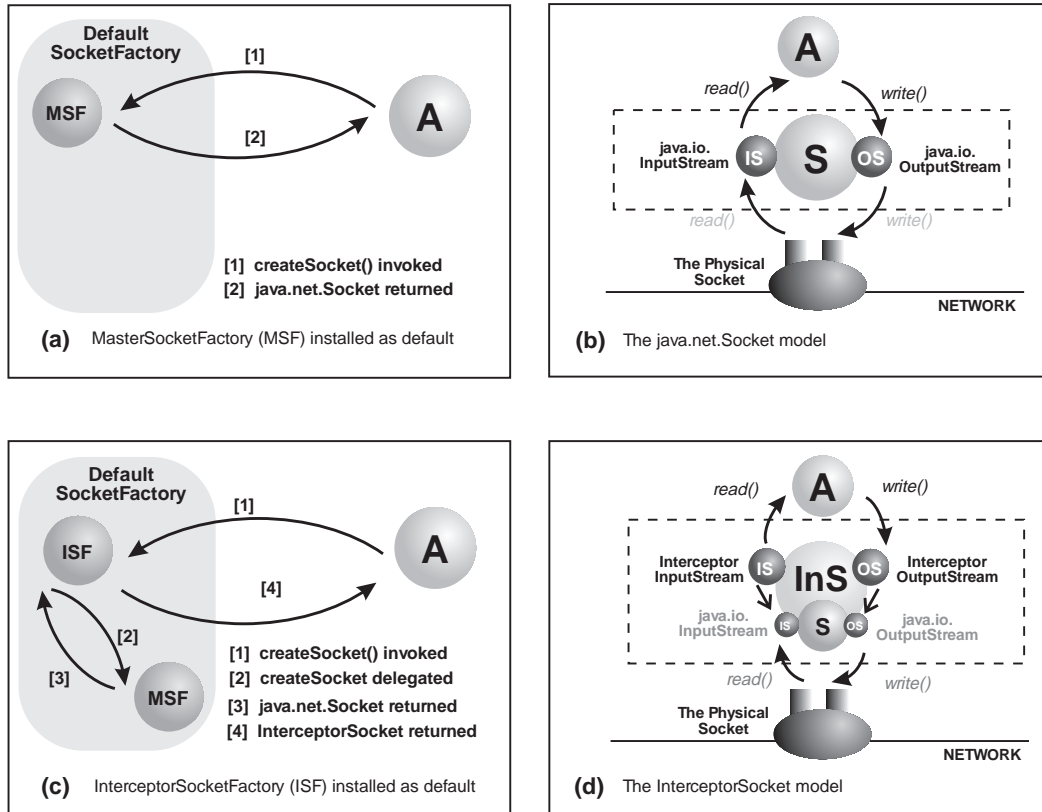 Default
SocketFactory
MSF
[1]
[2]
A
[1] createSocket() invoked
[2] java.net.Socket returned
(a) MasterSocketFactory (MSF) installed as default
A
read()
write()
java.io.
InputStream
IS
S
OS
java.io.
OutputStream
read()
write()
The Physical
Socket
NETWORK
(b) The java.net.Socket model
Default
SocketFactory
ISF
[1]
A
[4]
[2]
[3]
MSF
[1] createSocket() invoked
[2] createSocket delegated
[3] java.net.Socket returned
[4] InterceptorSocket returned
(c) InterceptorSocketFactory (ISF) installed as default
A
read()
write()
Interceptor
InputStream
IS
InS
OS
Interceptor
OutputStream
java.io.
InputStream
IS
S
OS
java.io.
OutputStream
read()
write()
The Physical
Socket
NETWORK
(d) The InterceptorSocket model